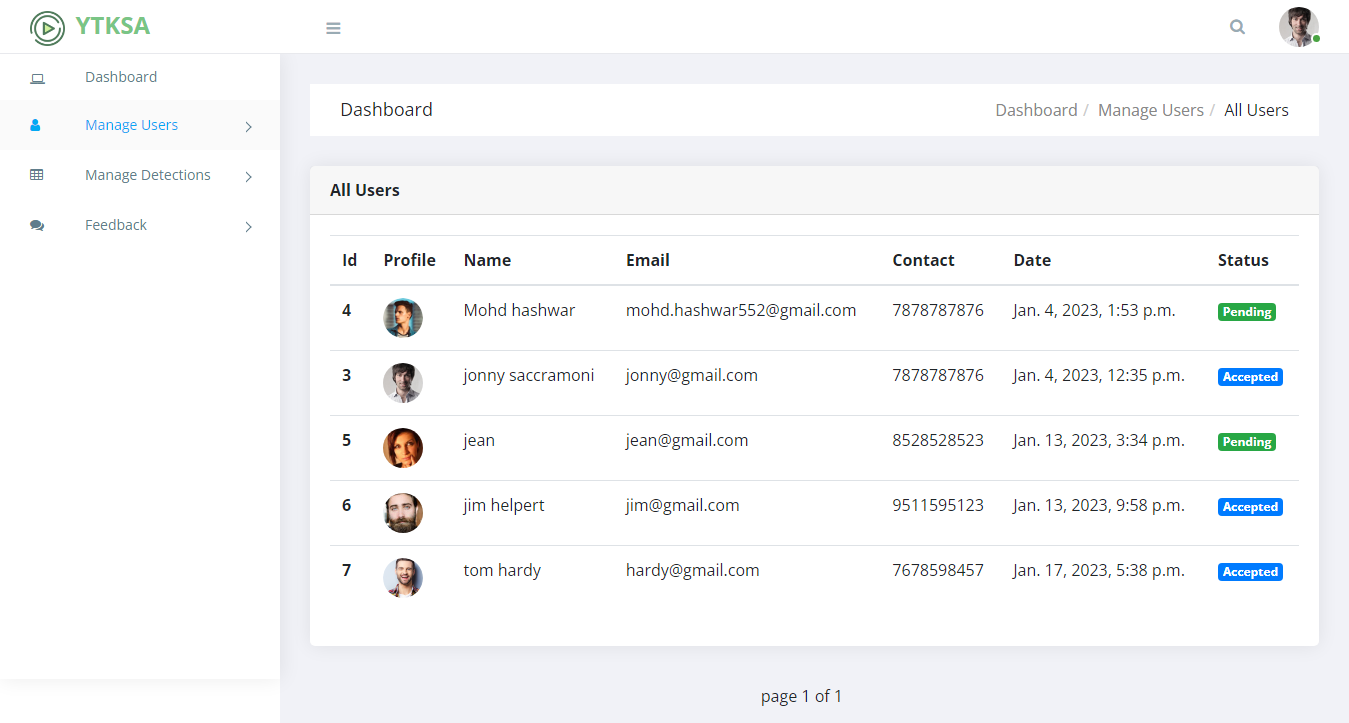 YTKSA
Dashboard
Manage Users
Manage Detections
Feedback
Dashboard
Dashboard / Manage Users / All Users
All Users
Id Profile Name Email Contact Date Status
4 Mohd hashwar mohd.hashwar552@gmail.com 7878787876 Jan. 4, 2023, 1:53 p.m. Pending
3 jonny saccramoni jonny@gmail.com 7878787876 Jan. 4, 2023, 12:35 p.m. Accepted
5 jean jean@gmail.com 8528528523 Jan. 13, 2023, 3:34 p.m. Pending
6 jim helpert jim@gmail.com 9511595123 Jan. 13, 2023, 9:58 p.m. Accepted
7 tom hardy hardy@gmail.com 7678598457 Jan. 17, 2023, 5:38 p.m. Accepted
page 1 of 1